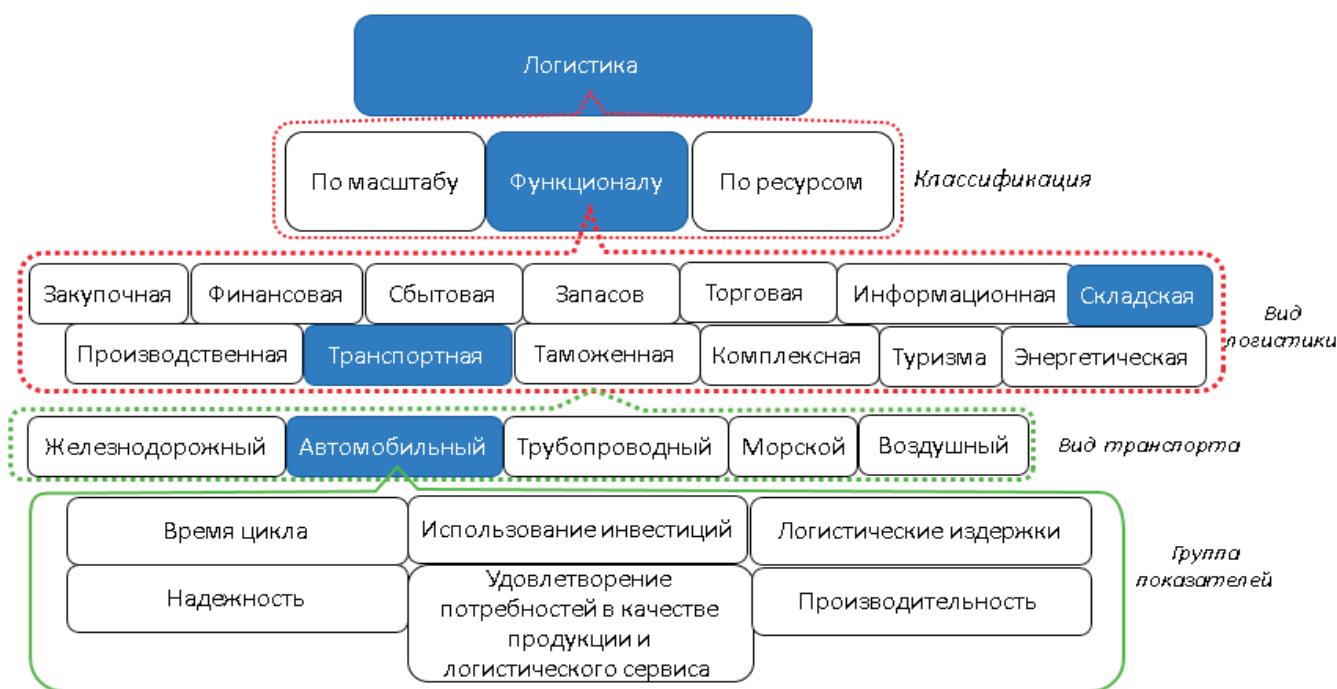 Логистика
По масштабу
Функционалу
По ресурсом
Классификация
Закупочная
Финансовая
Сбытовая
Запасов
Торговая
Информационная
Складская
Вид
логистики
Производственная
Транспортная
Таможенная
Комплексная
Туризма
Энергетическая
Железнодорожный
Автомобильный
Трубопроводный
Морской
Воздушный
Вид транспорта
Время цикла
Использование инвестиций
Логистические издержки
Группа
показателей
Надежность
Удовлетворение
потребностей в качестве
продукции и
логистического сервиса
Производительность